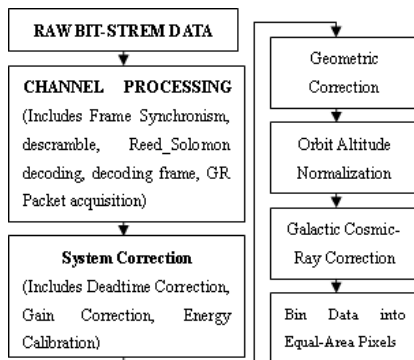 RAW BIT-STREM DATA
CHANNEL PROCESSING
(Includes Frame Synchronism,
descramble, Reed_Solomon
decoding, decoding frame, GR
Packet acquisition)
System Correction
(Includes Deadtime Correction,
Gain Correction, Energy
Calibration)
Geometric
Correction
Orbit Altitude
Normalization
Galactic Cosmic-
Ray Correction
Bin Data into
Equal-Area Pixels